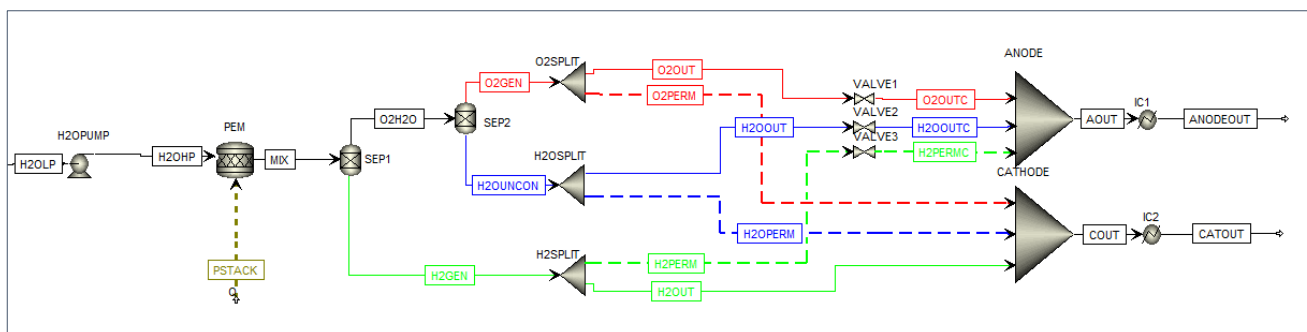 O2SPLIT
ANODE
O2OUT
O2GEN
VALVE1
O2PERM
O2OUTC
IC1
H2OPUMP
PEM
O2H2O
SEP2
VALVE2
AOUT
ANODEOUT
H2OOUT
H2OOUTC
H2OSPLIT
VALVE3
H2OLP
H2OHP
MIX
SEP1
H2PERMC
CATHODE
H2OUNCON
H2OPERM
IC2
COUT
CATOUT
H2SPLIT
PSTACK
H2GEN
H2PERM
H2OUT
Q